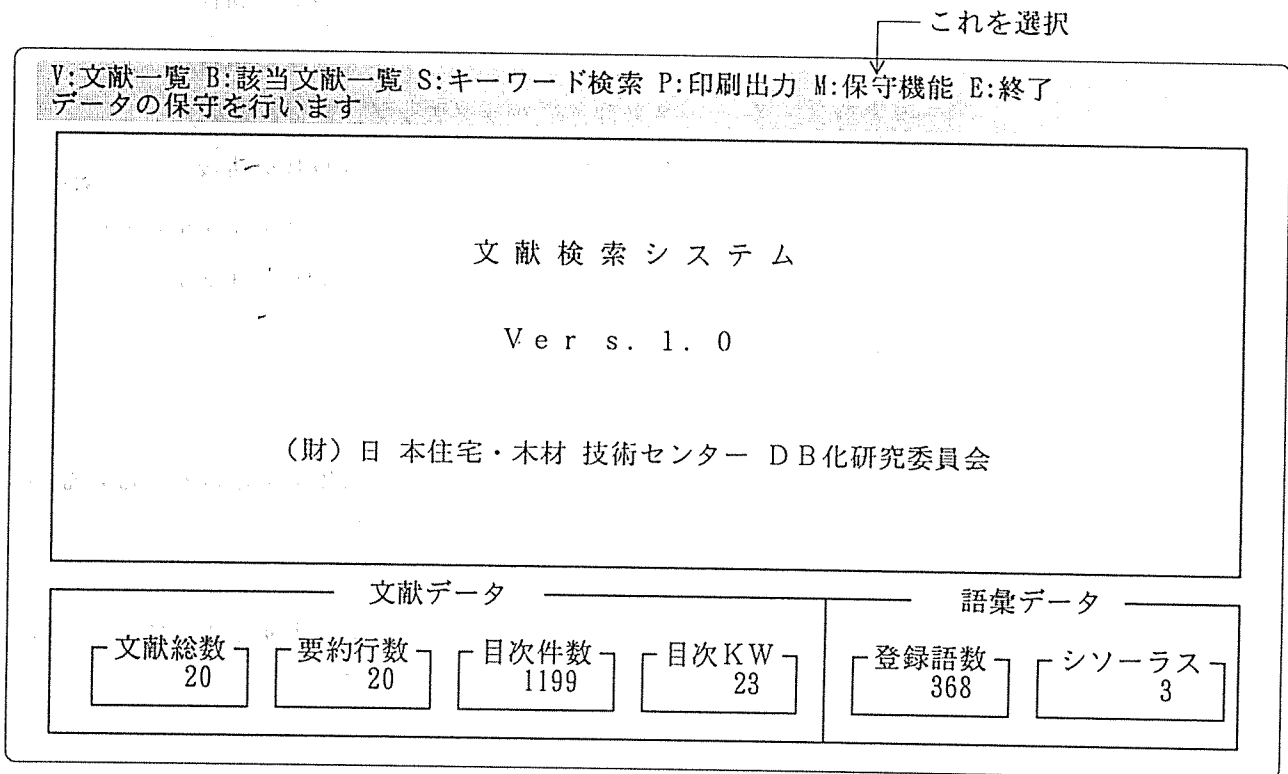 これを選択
V:文献一覧 B:該当文献一覧 S:キーワード検索 P:印刷出力 M:保守機能 E:終了
データの保守を行います
文献検索システム
Vers.1.0
(財)日本住宅・木材技術センター DB化研究委員会
文献データ 語彙データ
文献総数 要約行数 目次件数 目次KW 登録語数 シソーラス
20 20 1199 23 368 3